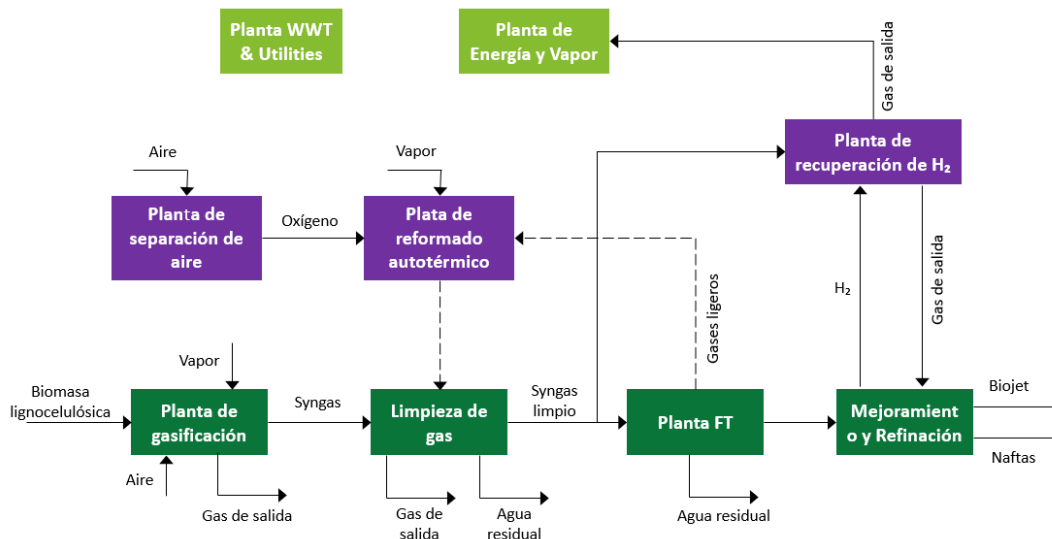 Planta WWT
& Utilities
Planta de
Energía y Vapor
Gas de salida
Planta de
recuperación de H₂
Aire
Vapor
Planta de
separación de
aire
Oxígeno
Plata de
reformado
autotérmico
Gases ligeros
H₂
Gas de salida
Vapor
Biomasa
lignocelulósica
Planta de
gasificación
Syngas
Limpieza de
gas
Syngas
limpio
Planta FT
Mejoramient
o y Refinación
Biojet
Naftas
Aire
Gas de salida
Gas de
salida
Agua
residual
Agua residual